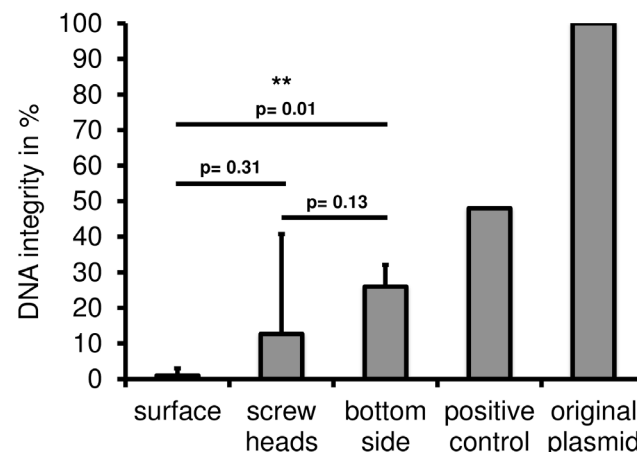 100
90
80
70
60
50
40
30
20
10
0
DNA integrity in %
**
p= 0.01
p= 0.31
p= 0.13
surface
screw
heads
bottom
side
positive
control
original
plasmid